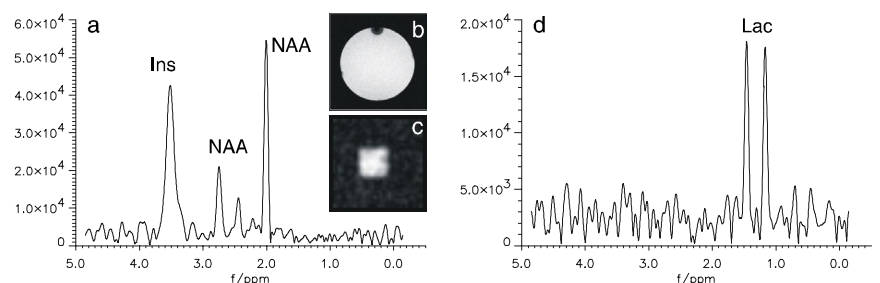 6.0×10⁴
5.0×10⁴
4.0×10⁴
3.0×10⁴
2.0×10⁴
1.0×10⁴
0
a
Ins
NAA
NAA
b
c
5.0 4.0 3.0 2.0 1.0 0.0
f/ppm
2.0×10⁴
1.5×10⁴
1.0×10⁴
5.0×10³
0
d
Lac
5.0 4.0 3.0 2.0 1.0 0.0
f/ppm